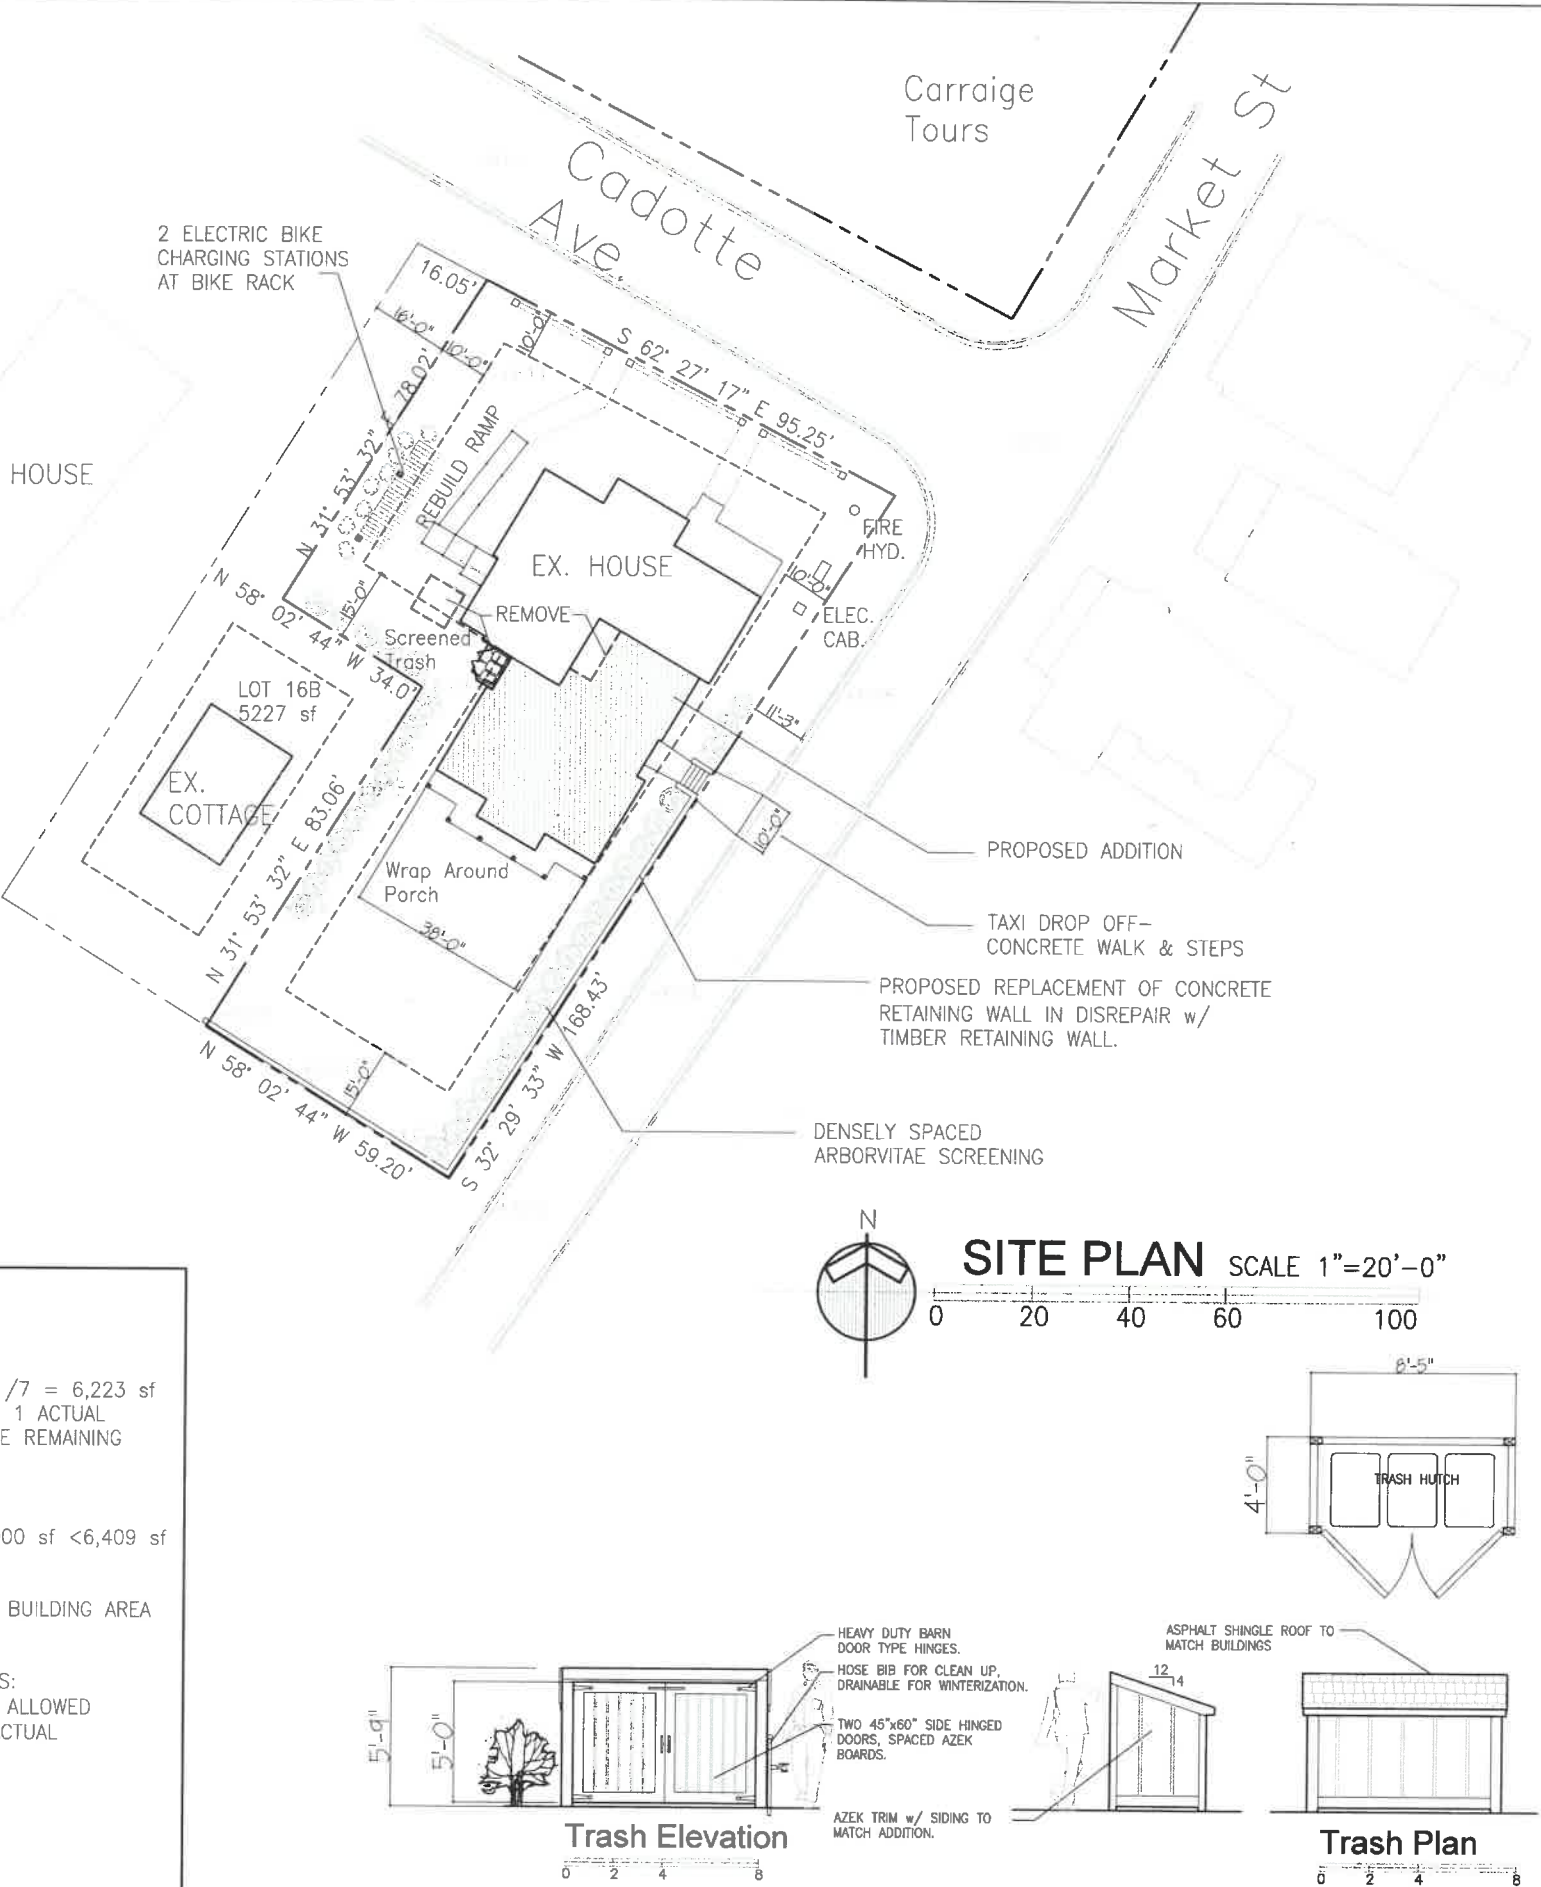 Carraige
Tours
Cadotte
Ave.
Market St
2 ELECTRIC BIKE
CHARGING STATIONS
AT BIKE RACK
16.05'
16'-0"
10'-0"
10'-0"
S 62° 27' 17" E 95.25'
N 31° 53' 32" E 78.02'
HOUSE
REBUILD RAMP
EX. HOUSE
FIRE
HYD.
10'-0"
ELEC.
CAB.
N 58° 02' 44" W 34.0'
15'-0"
REMOVE
Screened
Trash
LOT 16B
5227 sf
11'-3"
EX.
COTTAGE
N 31° 53' 32" E 83.06'
10'-0"
PROPOSED ADDITION
Wrap Around
Porch
38'-0"
TAXI DROP OFF-
CONCRETE WALK & STEPS
PROPOSED REPLACEMENT OF CONCRETE
RETAINING WALL IN DISREPAIR w/
TIMBER RETAINING WALL.
S 32° 29' 33" W 168.43'
N 58° 02' 44" W 59.20'
15'-0"
DENSELY SPACED
ARBORVITAE SCREENING
N
SITE PLAN SCALE 1"=20'-0"
0 20 40 60 100
/7 = 6,223 sf
1 ACTUAL
E REMAINING
00 sf <6,409 sf
BUILDING AREA
S:
ALLOWED
CTUAL
8'-5"
4'-0"
TRASH HUTCH
HEAVY DUTY BARN
DOOR TYPE HINGES.
HOSE BIB FOR CLEAN UP,
DRAINABLE FOR WINTERIZATION.
TWO 45"x60" SIDE HINGED
DOORS, SPACED AZEK
BOARDS.
AZEK TRIM w/ SIDING TO
MATCH ADDITION.
ASPHALT SHINGLE ROOF TO
MATCH BUILDINGS
12
14
5'-9"
5'-0"
Trash Elevation
0 2 4 8
Trash Plan
0 2 4 8